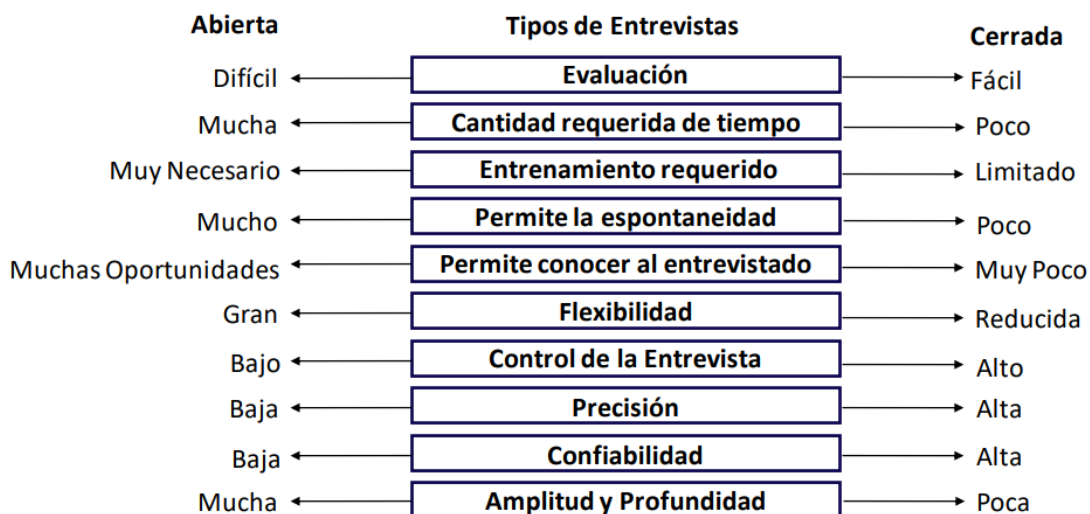 Abierta Tipos de Entrevistas Cerrada
Difícil Evaluación Fácil
Mucha Cantidad requerida de tiempo Poco
Muy Necesario Entrenamiento requerido Limitado
Mucho Permite la espontaneidad Poco
Muchas Oportunidades Permite conocer al entrevistado Muy Poco
Gran Flexibilidad Reducida
Bajo Control de la Entrevista Alto
Baja Precisión Alta
Baja Confiabilidad Alta
Mucha Amplitud y Profundidad Poca